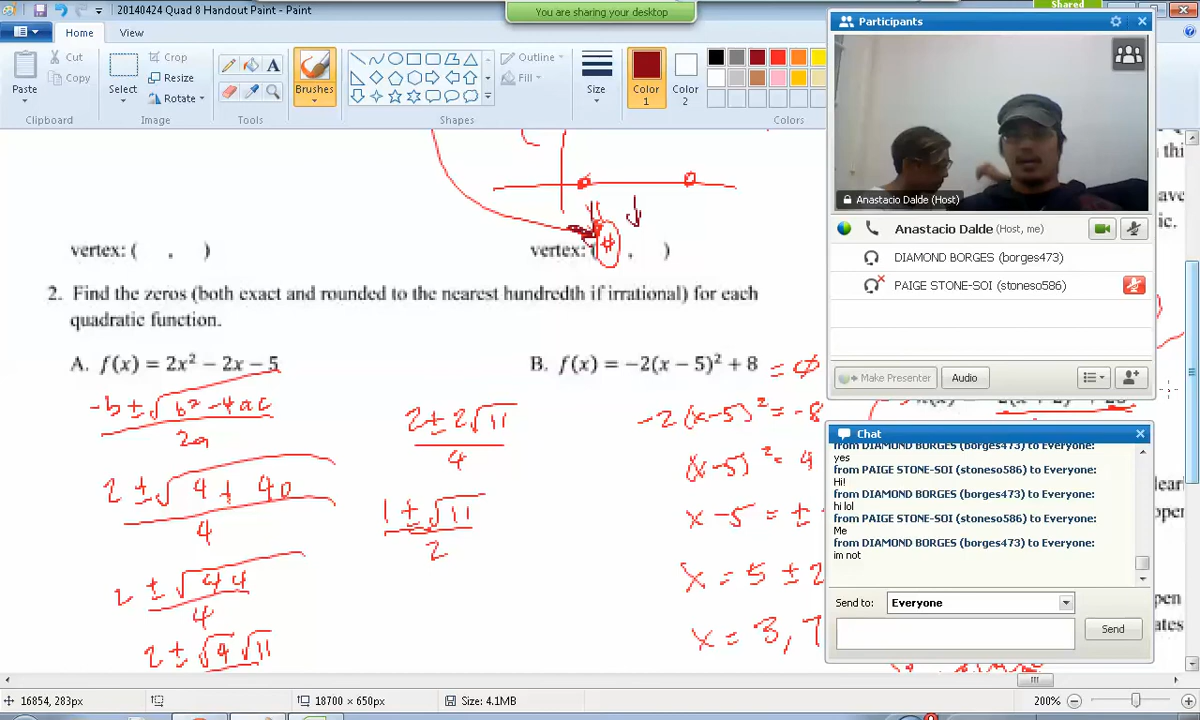 20140424 Quad 8 Handout Paint - Paint
You are sharing your desktop
Shared
Home
View
Paste
Cut
Copy
Clipboard
Select
Crop
Resize
Rotate
Image
A
Tools
Brushes
Outline
Fill
Shapes
Size
Color 1
Color 2
Colors
vertex: ( , )
vertex: ( , )
2. Find the zeros (both exact and rounded to the nearest hundredth if irrational) for each
quadratic function.
A. f(x) = 2x² − 2x − 5
B. f(x) = −2(x − 5)² + 8 = 0
-b ± √b² - 4ac
2a
2 ± √4 + 40
4
2 ± √44
4
2 ± √4 √11
2 ± 2√11
4
1 ± √11
2
-2(x-5)² = -8
(x-5)² = 4
x - 5 = ±
x = 5 ± 2
x = 3, 7
Participants
Anastacio Dalde (Host)
Anastacio Dalde (Host, me)
DIAMOND BORGES (borges473)
PAIGE STONE-SOI (stoneso586)
Make Presenter
Audio
Chat
from DIAMOND BORGES (borges473) to Everyone:
yes
from PAIGE STONE-SOI (stoneso586) to Everyone:
Hi!
from DIAMOND BORGES (borges473) to Everyone:
hi lol
from PAIGE STONE-SOI (stoneso586) to Everyone:
Me
from DIAMOND BORGES (borges473) to Everyone:
im not
Send to:
Everyone
Send
16854, 283px
18700 × 650px
Size: 4.1MB
200%